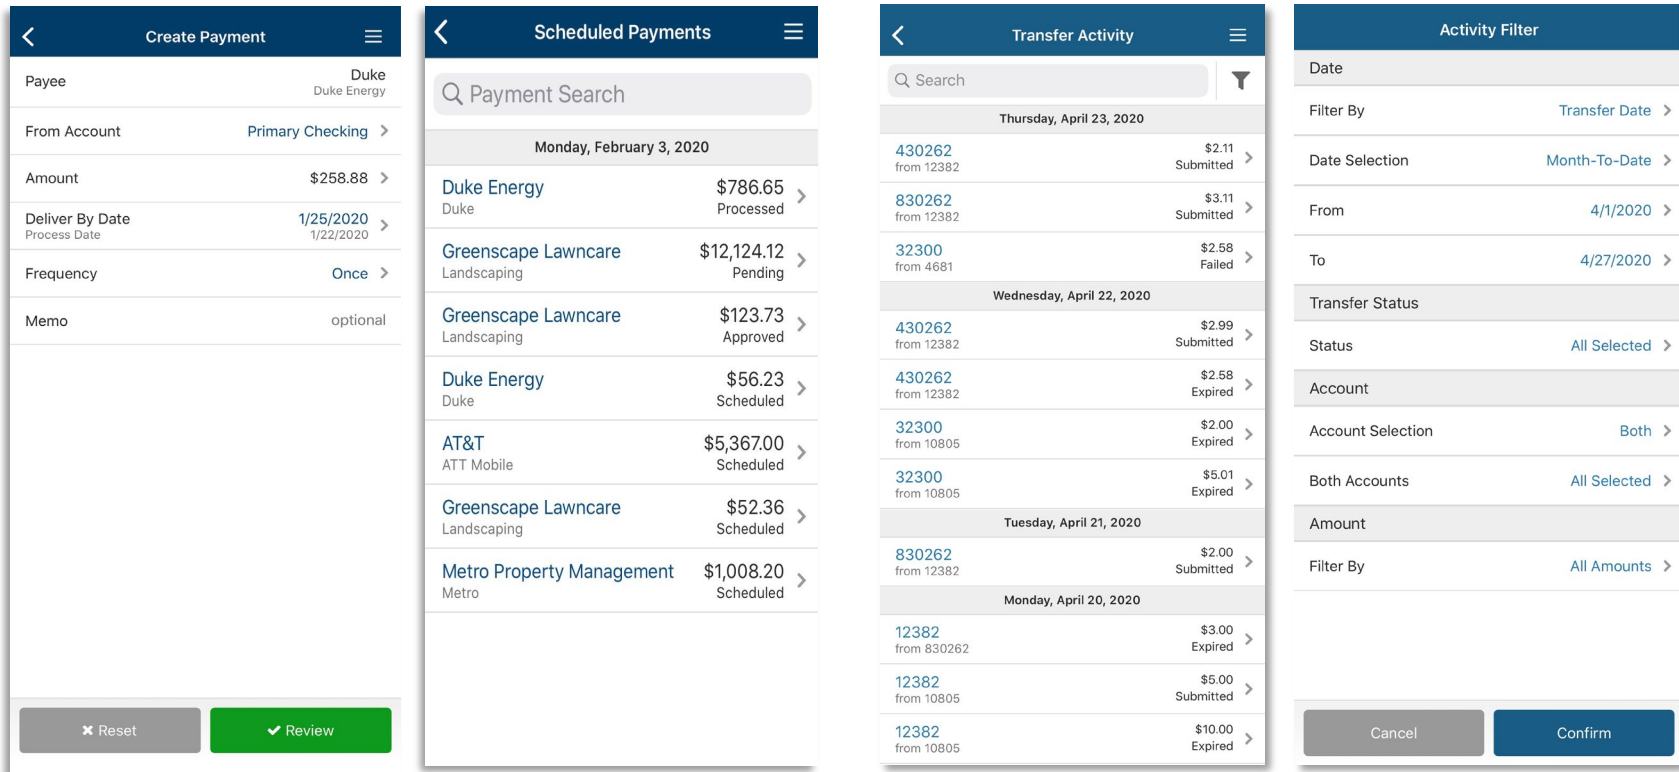 Create Payment
Payee
Duke
Duke Energy
From Account
Primary Checking
Amount
$258.88
Deliver By Date
1/25/2020
Process Date
1/22/2020
Frequency
Once
Memo
optional
Reset
Review
Scheduled Payments
Payment Search
Monday, February 3, 2020
Duke Energy
$786.65
Duke
Processed
Greenscape Lawncare
$12,124.12
Landscaping
Pending
Greenscape Lawncare
$123.73
Landscaping
Approved
Duke Energy
$56.23
Duke
Scheduled
AT&T
$5,367.00
ATT Mobile
Scheduled
Greenscape Lawncare
$52.36
Landscaping
Scheduled
Metro Property Management
$1,008.20
Metro
Scheduled
Transfer Activity
Search
Thursday, April 23, 2020
430262
$2.11
from 12382
Submitted
830262
$3.11
from 12382
Submitted
32300
$2.58
from 4681
Failed
Wednesday, April 22, 2020
430262
$2.99
from 12382
Submitted
430262
$2.58
from 12382
Expired
32300
$2.00
from 10805
Expired
32300
$5.01
from 10805
Expired
Tuesday, April 21, 2020
830262
$2.00
from 12382
Submitted
Monday, April 20, 2020
12382
$3.00
from 830262
Expired
12382
$5.00
from 10805
Submitted
12382
$10.00
from 10805
Expired
Activity Filter
Date
Filter By
Transfer Date
Date Selection
Month-To-Date
From
4/1/2020
To
4/27/2020
Transfer Status
Status
All Selected
Account
Account Selection
Both
Both Accounts
All Selected
Amount
Filter By
All Amounts
Cancel
Confirm